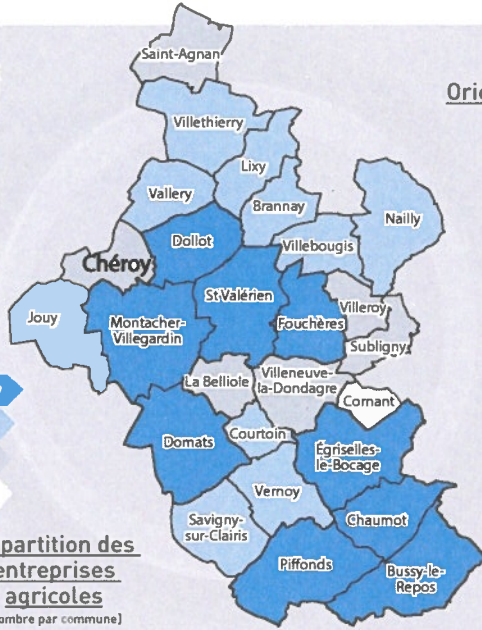 Saint-Agnan
Orie
Villethierry
Lixy
Vallery
Brannay
Nailly
Dollot
Villebougis
Chéroy
St Valérien
Villeroy
Jouy
Montacher-
Villegardin
Fouchères
Subligny
La Belliole
Villeneuve-
la-Dondagre
Cornant
Domats
Courtoin
Égriselles-
le-Bocage
Vernoy
Savigny-
sur-Clairis
Chaumot
Piffonds
Bussy-le-
Repos
partition des
entreprises
agricoles
ombre par commune]